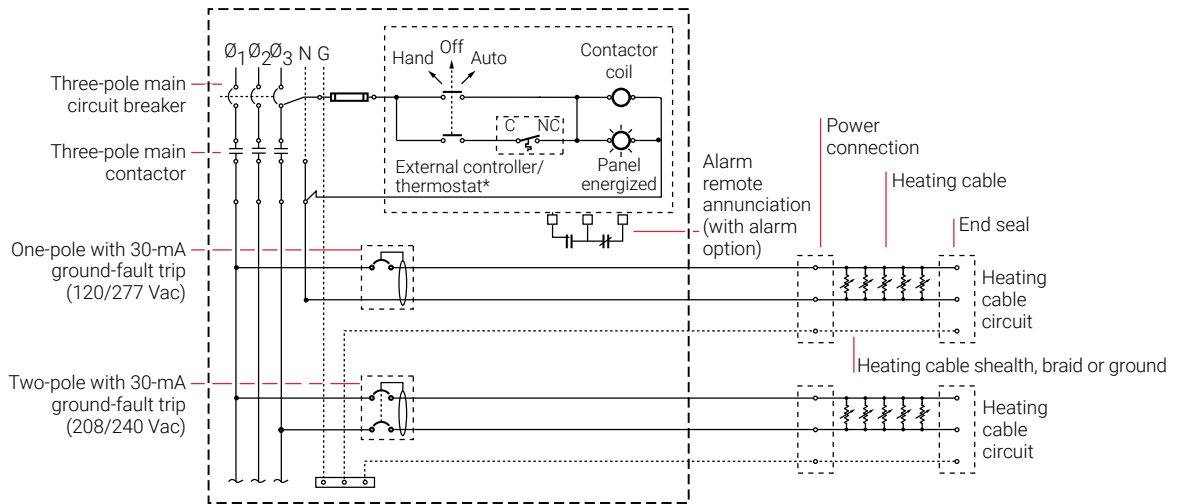 Ø1 Ø2 Ø3 N G
Three-pole main
circuit breaker
Three-pole main
contactor
Hand
Off
Auto
Contactor
coil
C NC
External controller/
thermostat*
Panel
energized
Alarm
remote
annunciation
(with alarm
option)
Power
connection
Heating cable
End seal
One-pole with 30-mA
ground-fault trip
(120/277 Vac)
Heating
cable
circuit
Heating cable shealth, braid or ground
Two-pole with 30-mA
ground-fault trip
(208/240 Vac)
Heating
cable
circuit